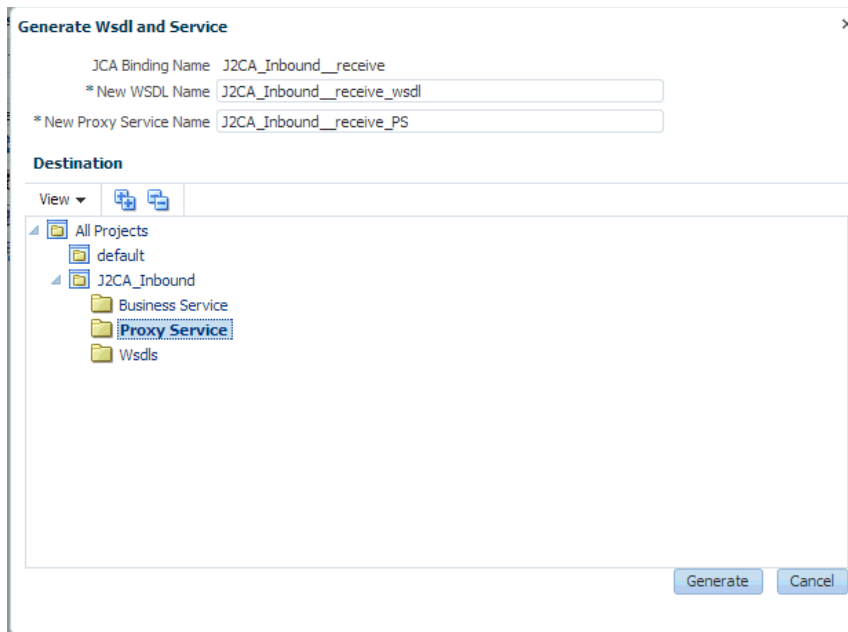 Generate Wsdl and Service
JCA Binding Name J2CA_Inbound__receive
* New WSDL Name J2CA_Inbound__receive_wsdl
* New Proxy Service Name J2CA_Inbound__receive_PS
Destination
View
All Projects
default
J2CA_Inbound
Business Service
Proxy Service
Wsdls
Generate Cancel